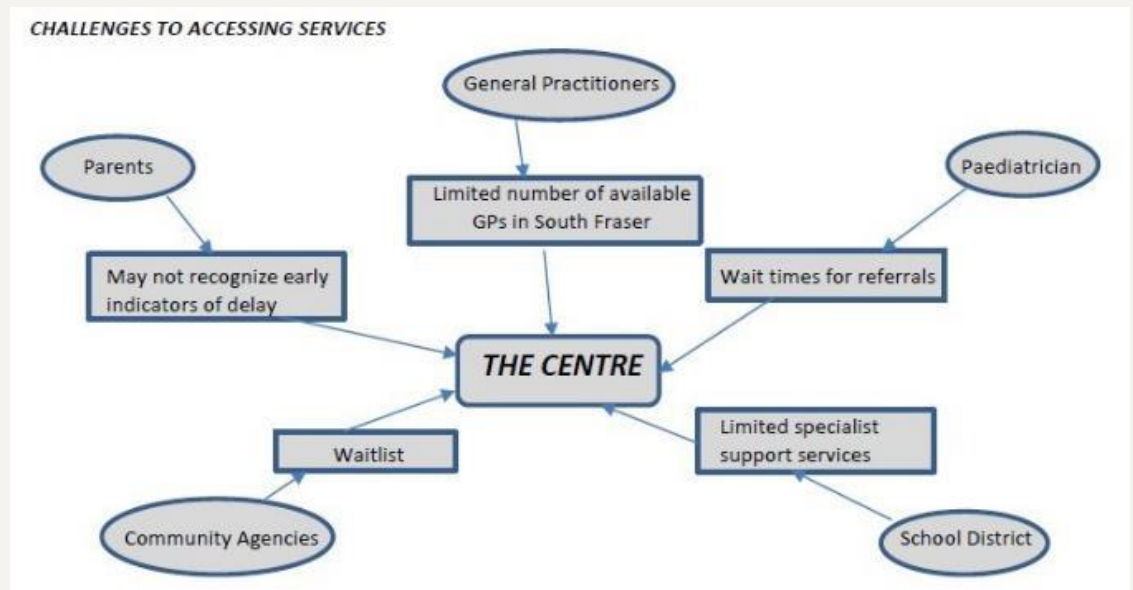 CHALLENGES TO ACCESSING SERVICES
General Practitioners
Parents
Paediatrician
Limited number of available
GPs in South Fraser
May not recognize early
indicators of delay
Wait times for referrals
THE CENTRE
Waitlist
Limited specialist
support services
Community Agencies
School District